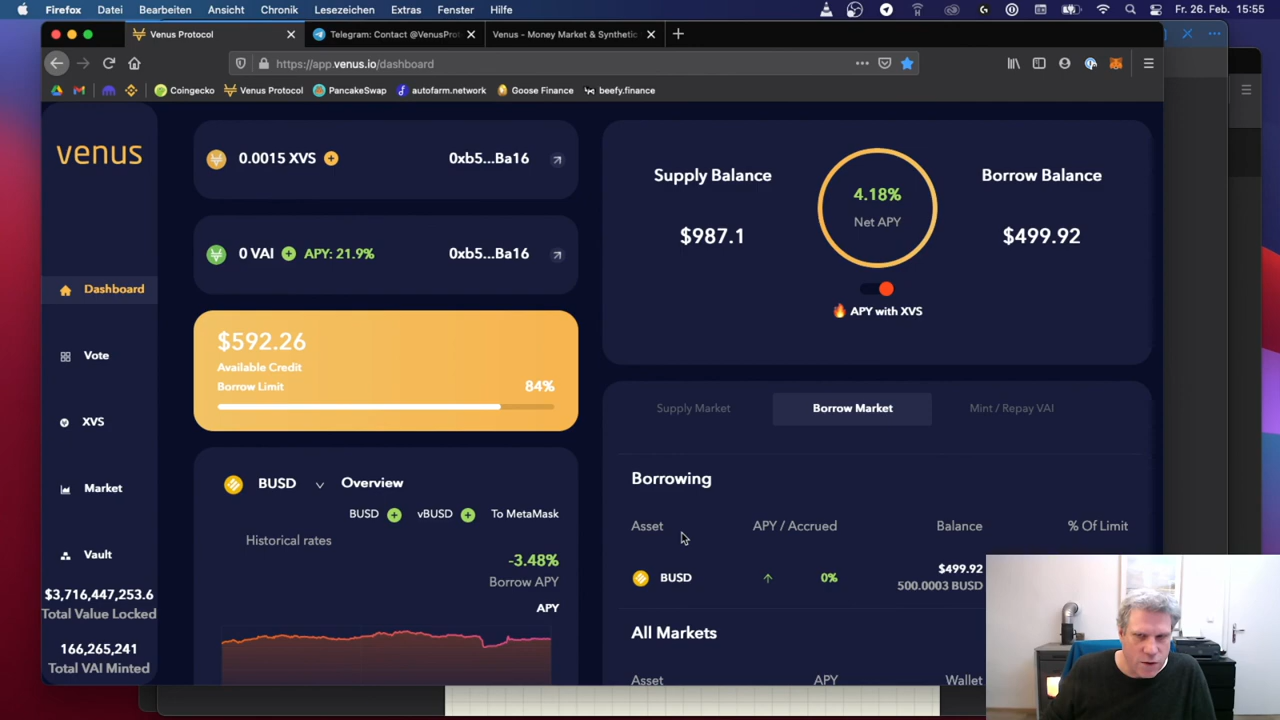 Firefox Datei Bearbeiten Ansicht Chronik Lesezeichen Extras Fenster Hilfe Fr. 26. Feb. 15:55
Venus Protocol Telegram: Contact @VenusProt Venus - Money Market & Synthetic
https://app.venus.io/dashboard
Coingecko Venus Protocol PancakeSwap autofarm.network Goose Finance beefy.finance
venus
Dashboard
Vote
XVS
Market
Vault
$3,716,447,253.6
Total Value Locked
166,265,241
Total VAI Minted
0.0015 XVS 0xb5...Ba16
0 VAI APY: 21.9% 0xb5...Ba16
$592.26
Available Credit
Borrow Limit 84%
BUSD Overview
BUSD vBUSD To MetaMask
Historical rates
-3.48%
Borrow APY
APY
Supply Balance
$987.1
4.18%
Net APY
APY with XVS
Borrow Balance
$499.92
Supply Market Borrow Market Mint / Repay VAI
Borrowing
Asset APY / Accrued Balance % Of Limit
BUSD 0% $499.92
500.0003 BUSD
All Markets
Asset APY Wallet